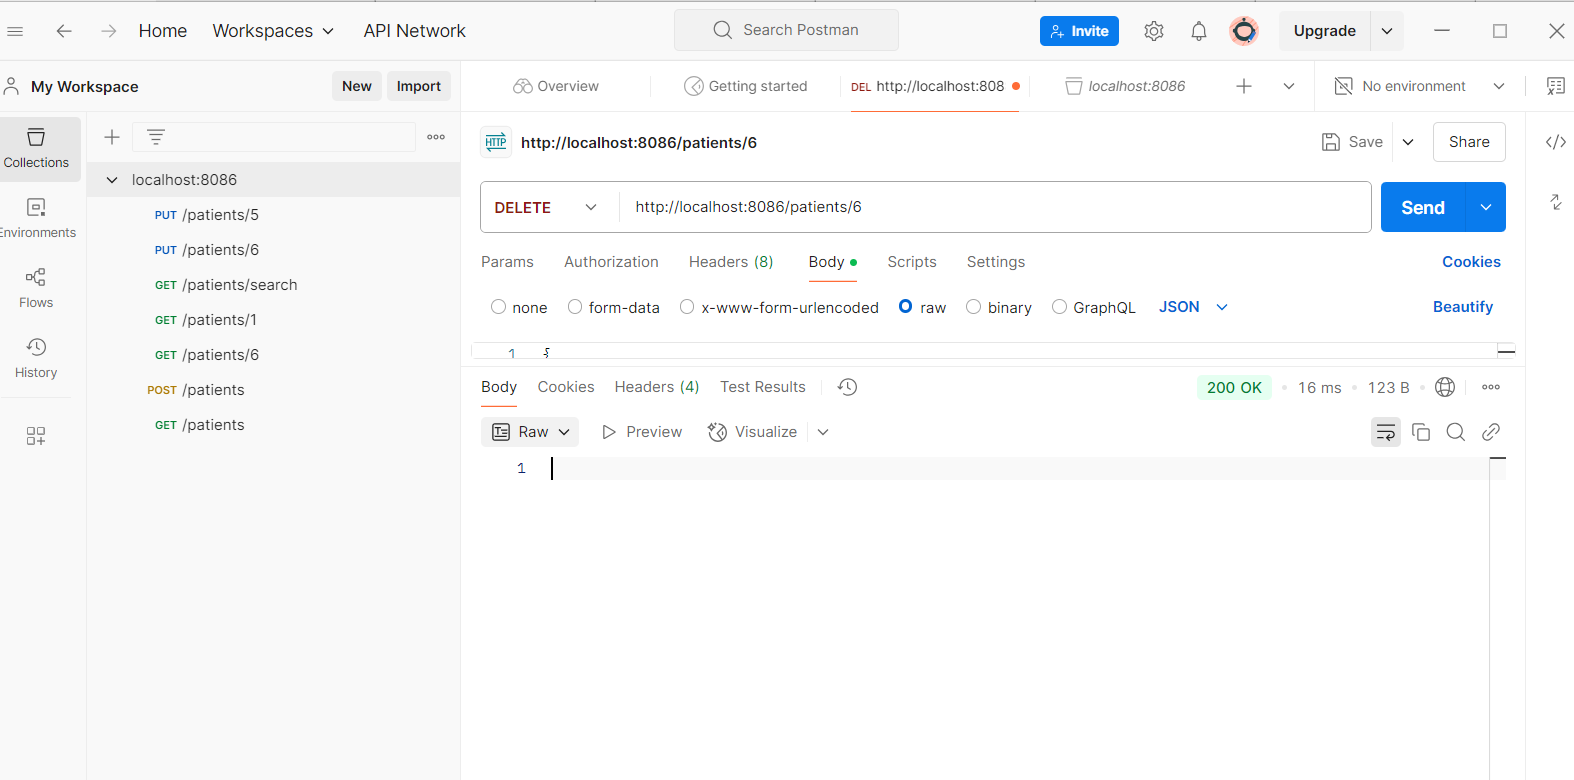 Home Workspaces API Network Search Postman Invite Upgrade
My Workspace New Import Overview Getting started DEL http://localhost:808 localhost:8086 No environment
Collections
Environments
Flows
History
localhost:8086
PUT /patients/5
PUT /patients/6
GET /patients/search
GET /patients/1
GET /patients/6
POST /patients
GET /patients
HTTP http://localhost:8086/patients/6 Save Share
DELETE http://localhost:8086/patients/6 Send
Params Authorization Headers (8) Body Scripts Settings Cookies
none form-data x-www-form-urlencoded raw binary GraphQL JSON Beautify
1 {
Body Cookies Headers (4) Test Results 200 OK 16 ms 123 B
Raw Preview Visualize
1